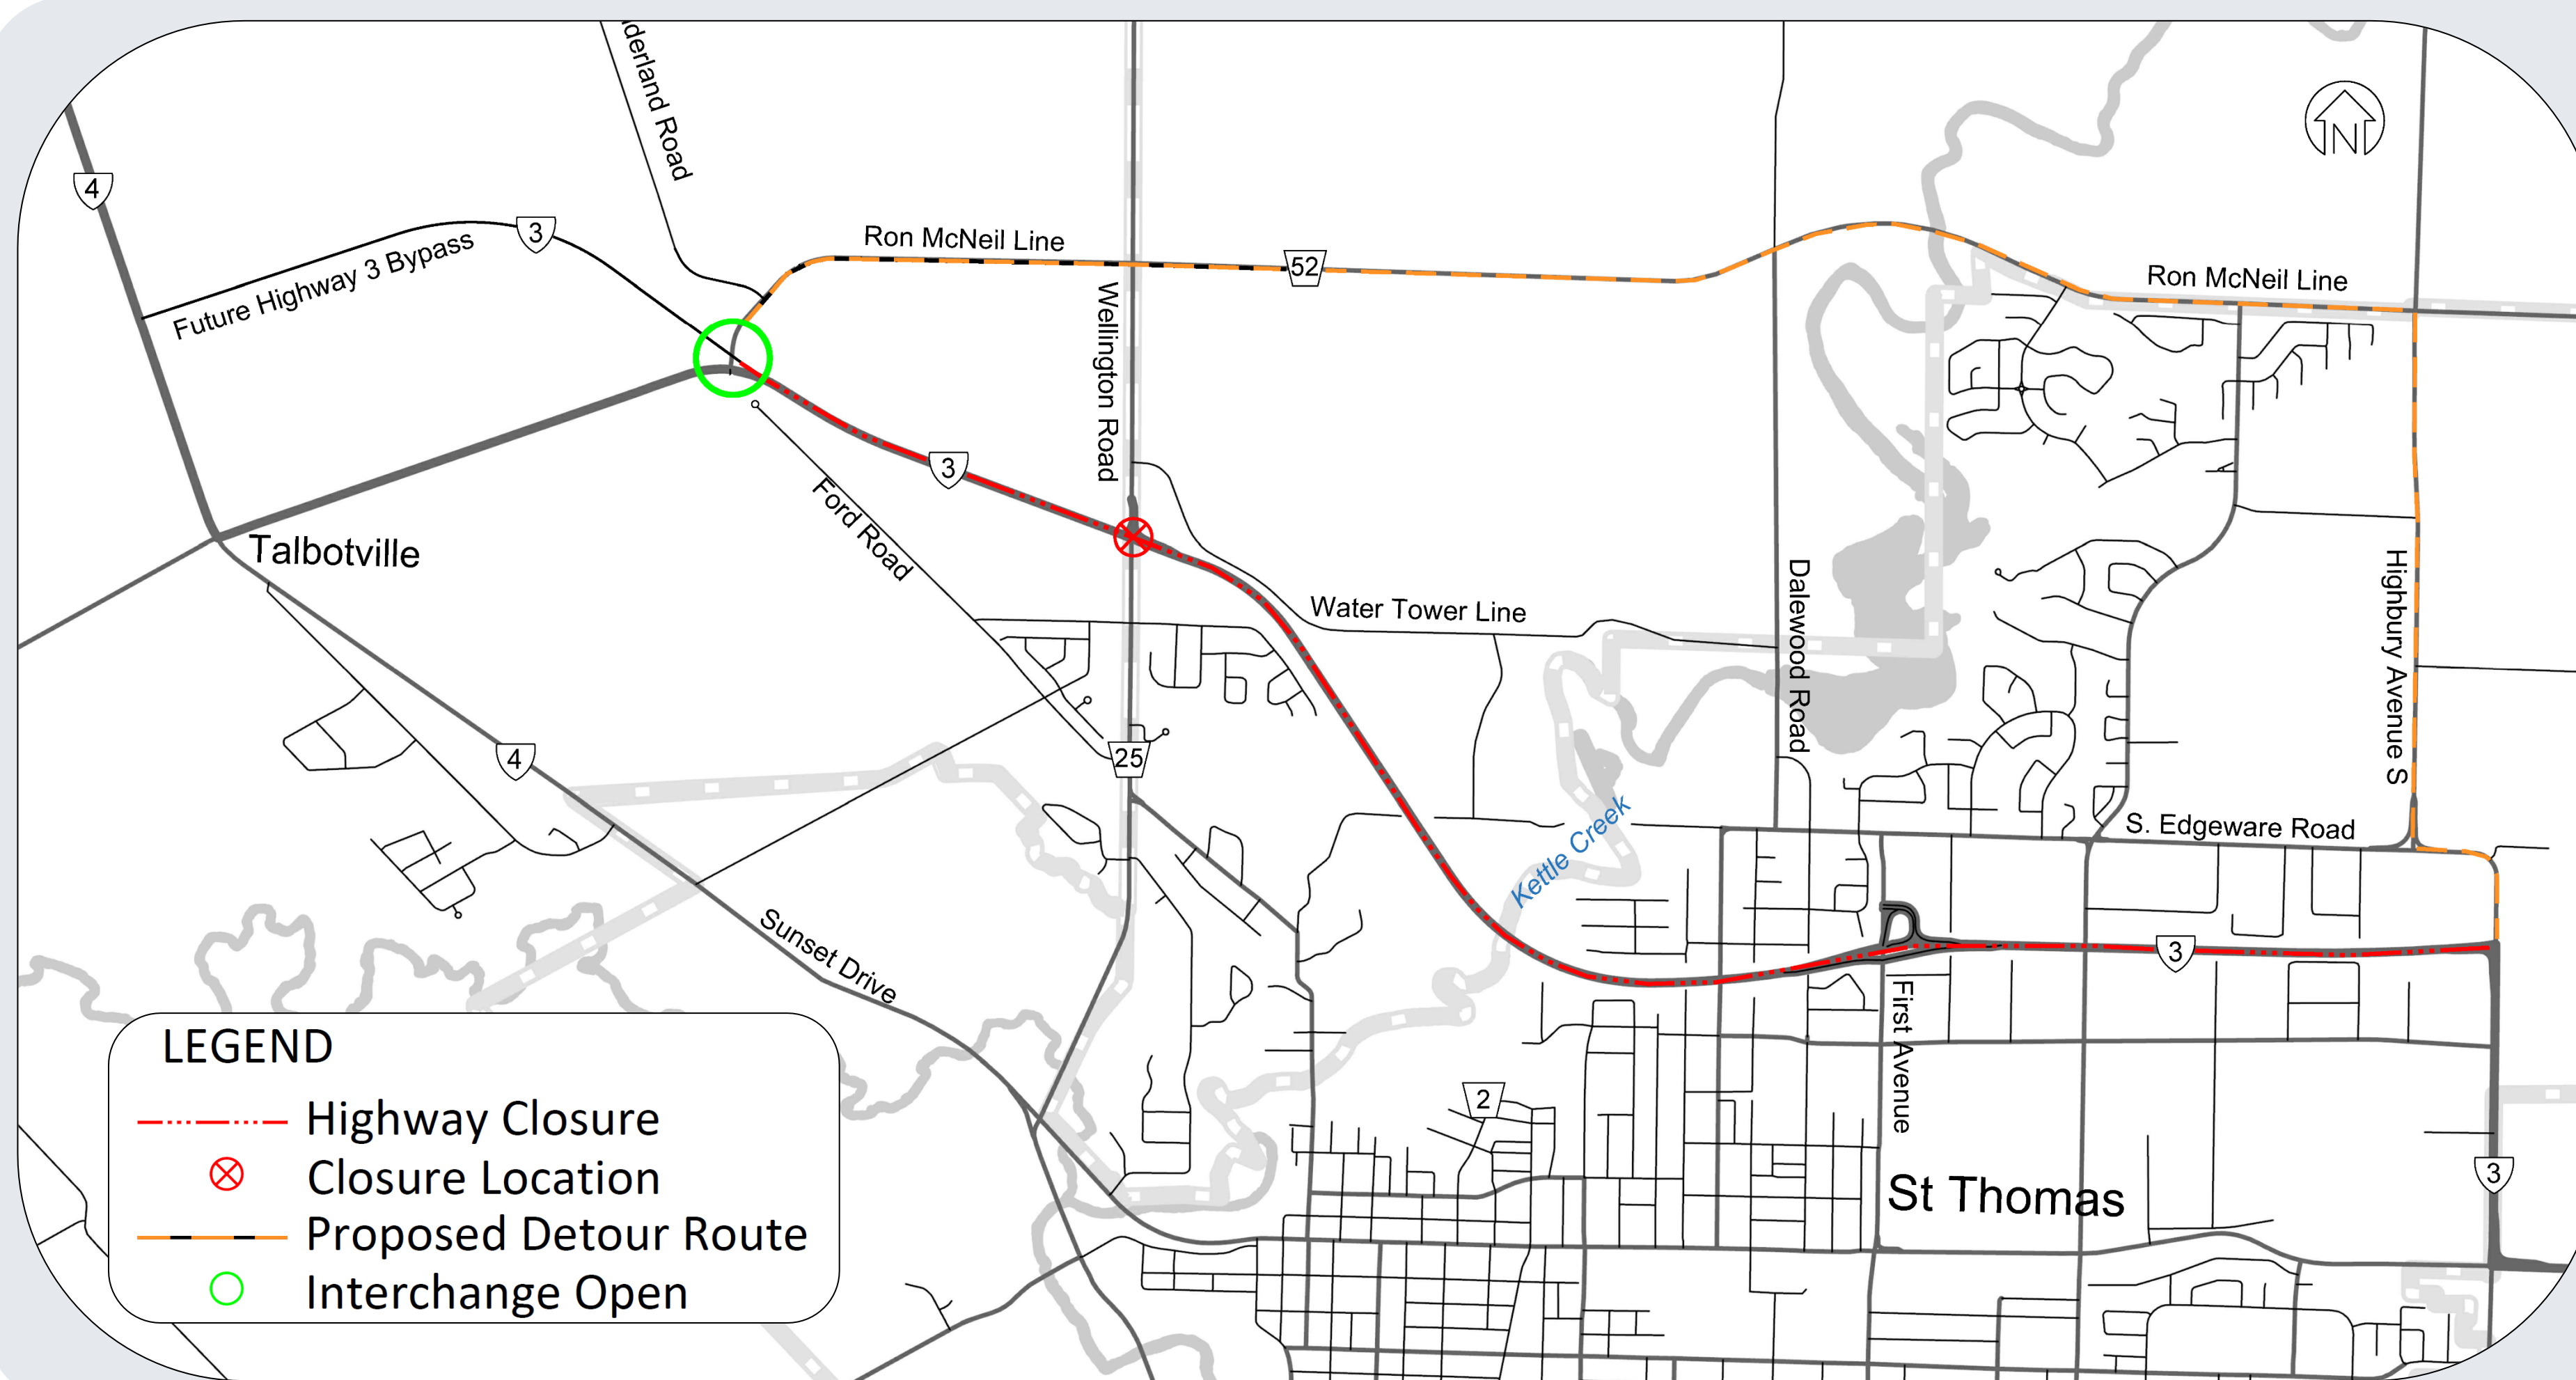 derland Road
N
4
3
Future Highway 3 Bypass
Ron McNeil Line
52
Ron McNeil Line
Wellington Road
3
Ford Road
Talbotville
Water Tower Line
Dalewood Road
Highbury Avenue S
25
4
Kettle Creek
S. Edgeware Road
Sunset Drive
3
First Avenue
2
St Thomas
3
LEGEND
Highway Closure
Closure Location
Proposed Detour Route
Interchange Open